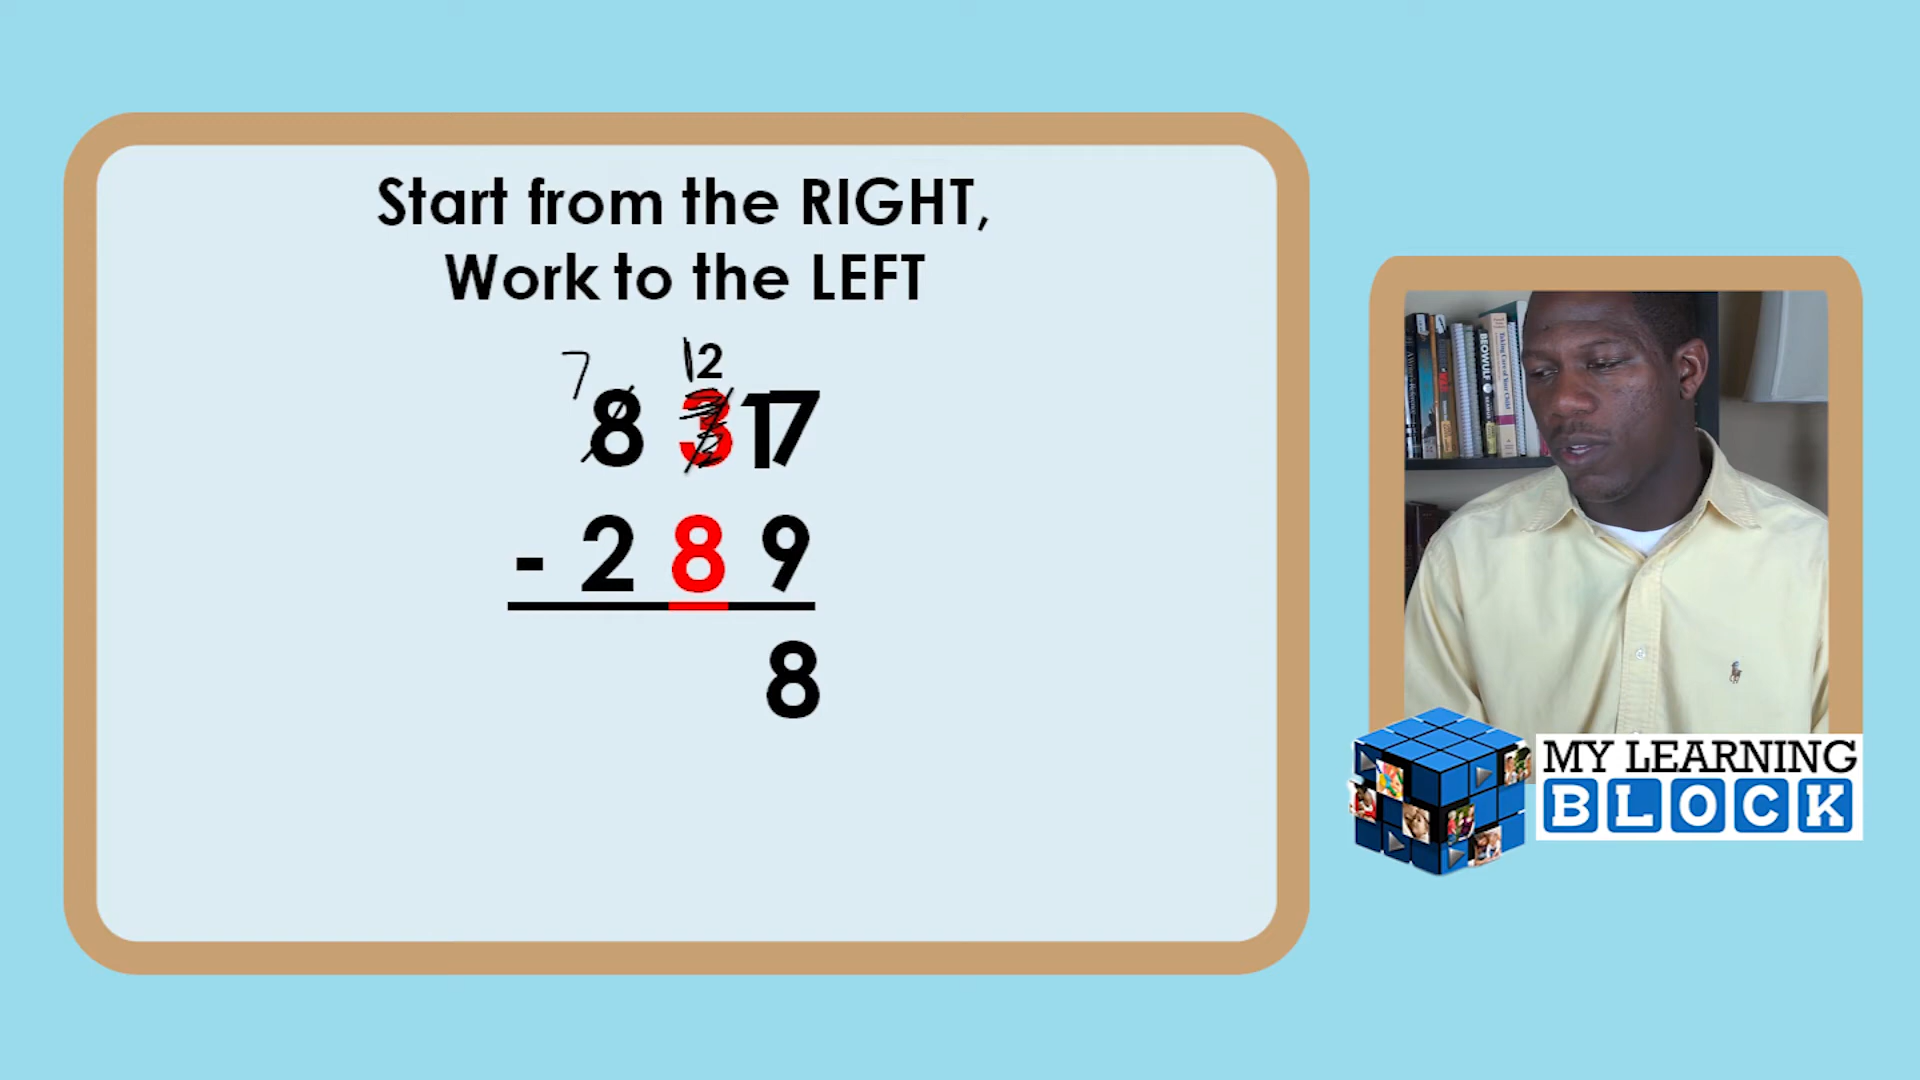 Start from the RIGHT,
Work to the LEFT
7 12
8 3 17
- 2 8 9
8
BEOWULF
MY LEARNING
BLOCK